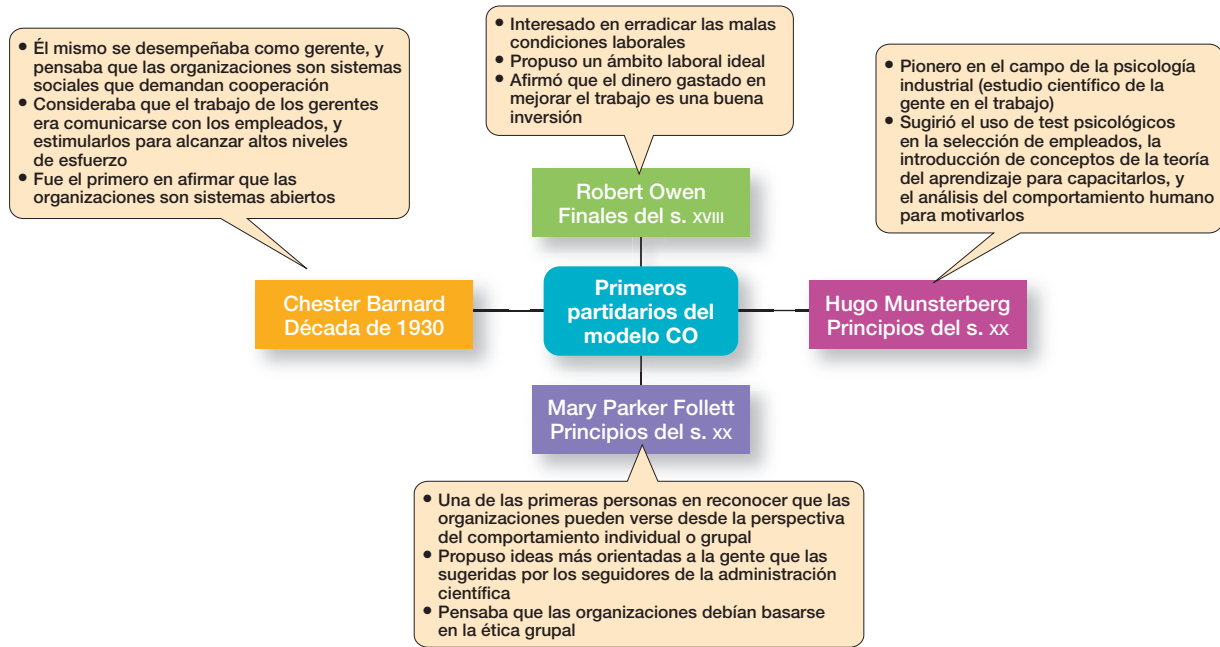 • Él mismo se desempeñaba como gerente, y
pensaba que las organizaciones son sistemas
sociales que demandan cooperación
• Consideraba que el trabajo de los gerentes
era comunicarse con los empleados, y
estimularlos para alcanzar altos niveles
de esfuerzo
• Fue el primero en afirmar que las
organizaciones son sistemas abiertos
• Interesado en erradicar las malas
condiciones laborales
• Propuso un ámbito laboral ideal
• Afirmó que el dinero gastado en
mejorar el trabajo es una buena
inversión
• Pionero en el campo de la psicología
industrial (estudio científico de la
gente en el trabajo)
• Sugirió el uso de test psicológicos
en la selección de empleados, la
introducción de conceptos de la teoría
del aprendizaje para capacitarlos, y
el análisis del comportamiento humano
para motivarlos
Robert Owen
Finales del s. XVIII
Chester Barnard
Década de 1930
Primeros
partidarios del
modelo CO
Hugo Munsterberg
Principios del s. XX
Mary Parker Follett
Principios del s. XX
• Una de las primeras personas en reconocer que las
organizaciones pueden verse desde la perspectiva
del comportamiento individual o grupal
• Propuso ideas más orientadas a la gente que las
sugeridas por los seguidores de la administración
científica
• Pensaba que las organizaciones debían basarse
en la ética grupal